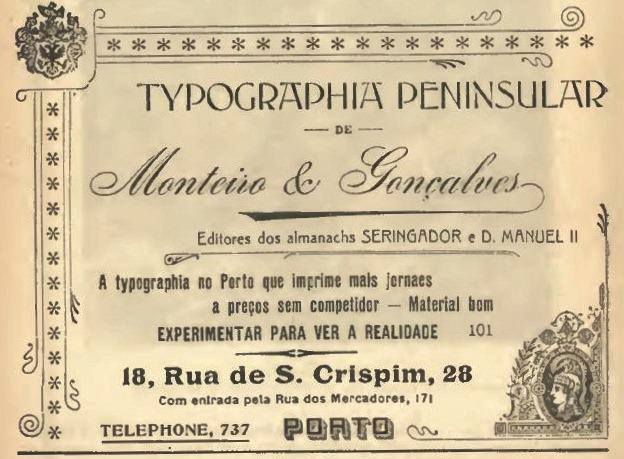 TYPOGRAPHIA PENINSULAR
DE
Monteiro & Gonçalves
Editores dos almanachs SERINGADOR e D. MANUEL II
A typographia no Porto que imprime mais jornaes
a preços sem competidor — Material bom
EXPERIMENTAR PARA VER A REALIDADE 101
18, Rua de S. Crispim, 28
Com entrada pela Rua dos Mercadores, 171
TELEPHONE, 737 PORTO